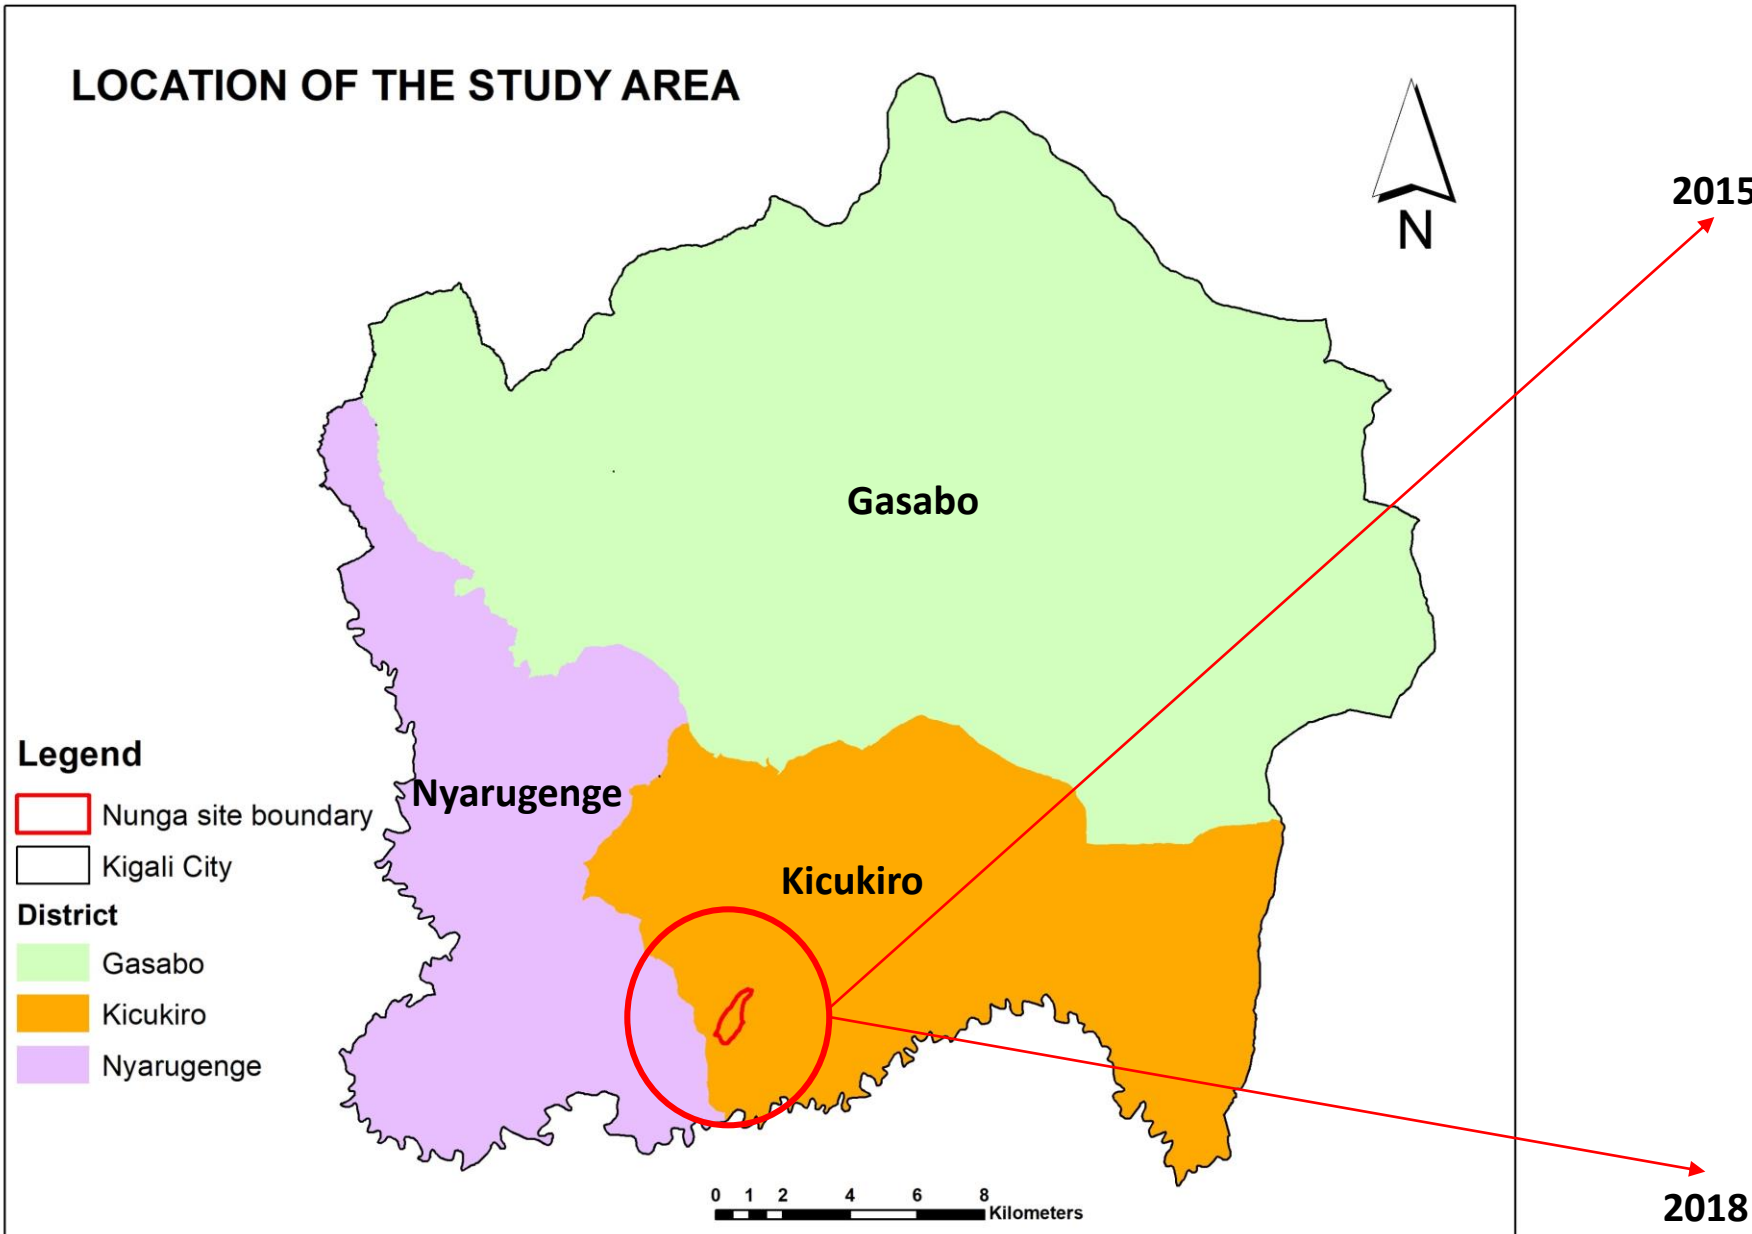 LOCATION OF THE STUDY AREA
N
2015
Gasabo
Nyarugenge
Kicukiro
Legend
Nunga site boundary
Kigali City
District
Gasabo
Kicukiro
Nyarugenge
0 1 2 4 6 8
Kilometers
2018